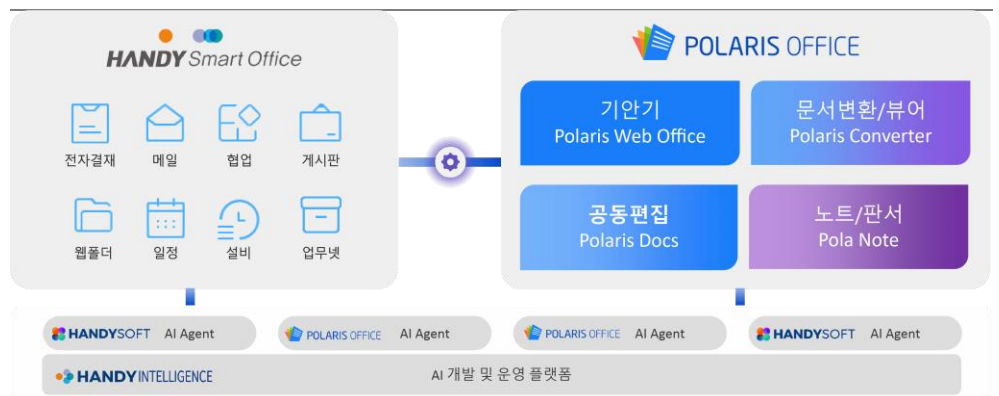 HANDY Smart Office
전자결재
메일
협업
게시판
웹폴더
일정
설비
업무넷
POLARIS OFFICE
기안기
Polaris Web Office
문서변환/뷰어
Polaris Converter
공동편집
Polaris Docs
노트/판서
Pola Note
HANDYSOFT AI Agent
POLARIS OFFICE AI Agent
POLARIS OFFICE AI Agent
HANDYSOFT AI Agent
HANDY INTELLIGENCE
AI 개발 및 운영 플랫폼